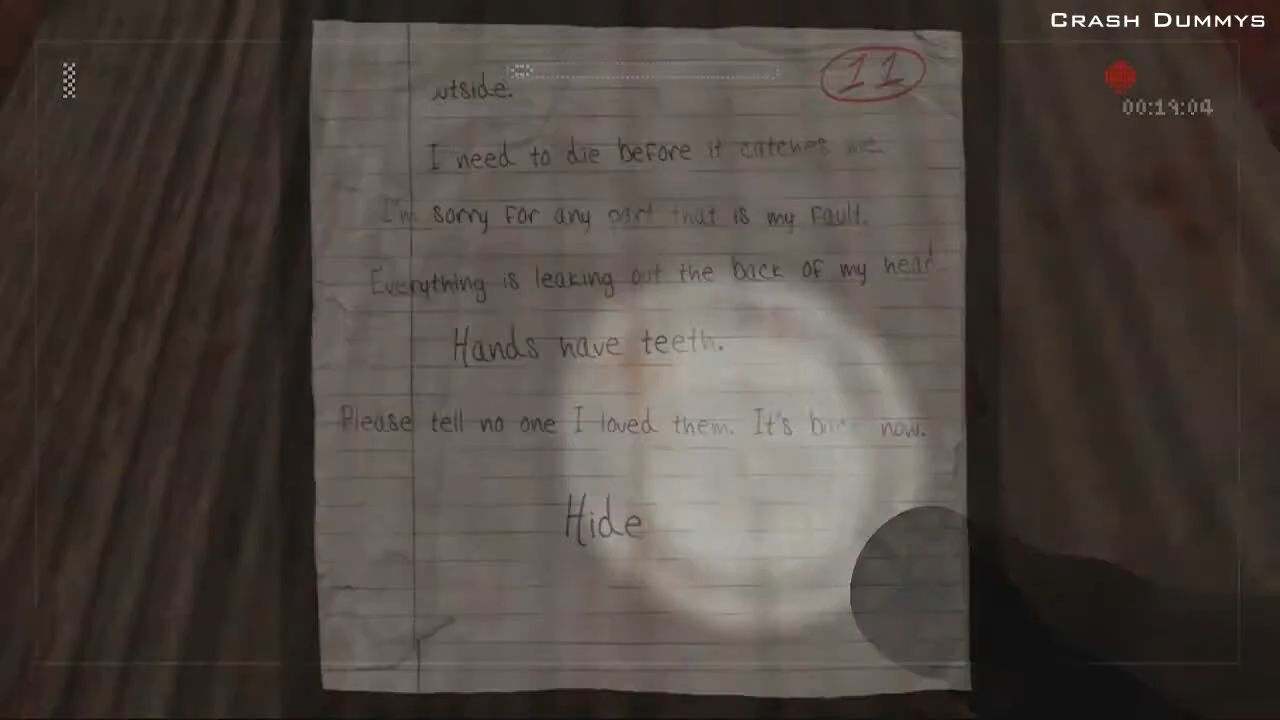 CRASH DUMMYS
11
00:19:04
utside.
I need to die before it catches me
I'm sorry for any part that is my fault.
Everything is leaking out the back of my head
Hands have teeth.
Please tell no one I loved them. It's now.
Hide